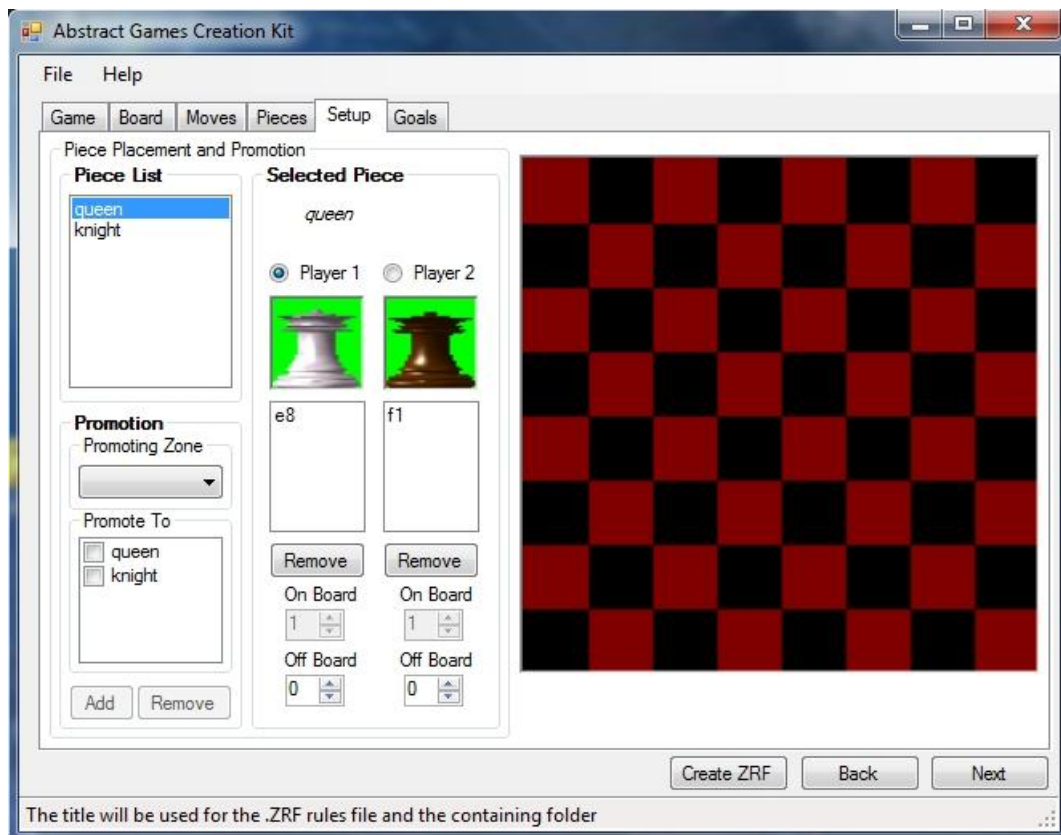 Abstract Games Creation Kit
File Help
Game Board Moves Pieces Setup Goals
Piece Placement and Promotion
Piece List
queen
knight
Selected Piece
queen
Player 1 Player 2
e8 f1
Remove Remove
On Board On Board
1 1
Off Board Off Board
0 0
Promotion
Promoting Zone
Promote To
queen
knight
Add Remove
Create ZRF Back Next
The title will be used for the .ZRF rules file and the containing folder